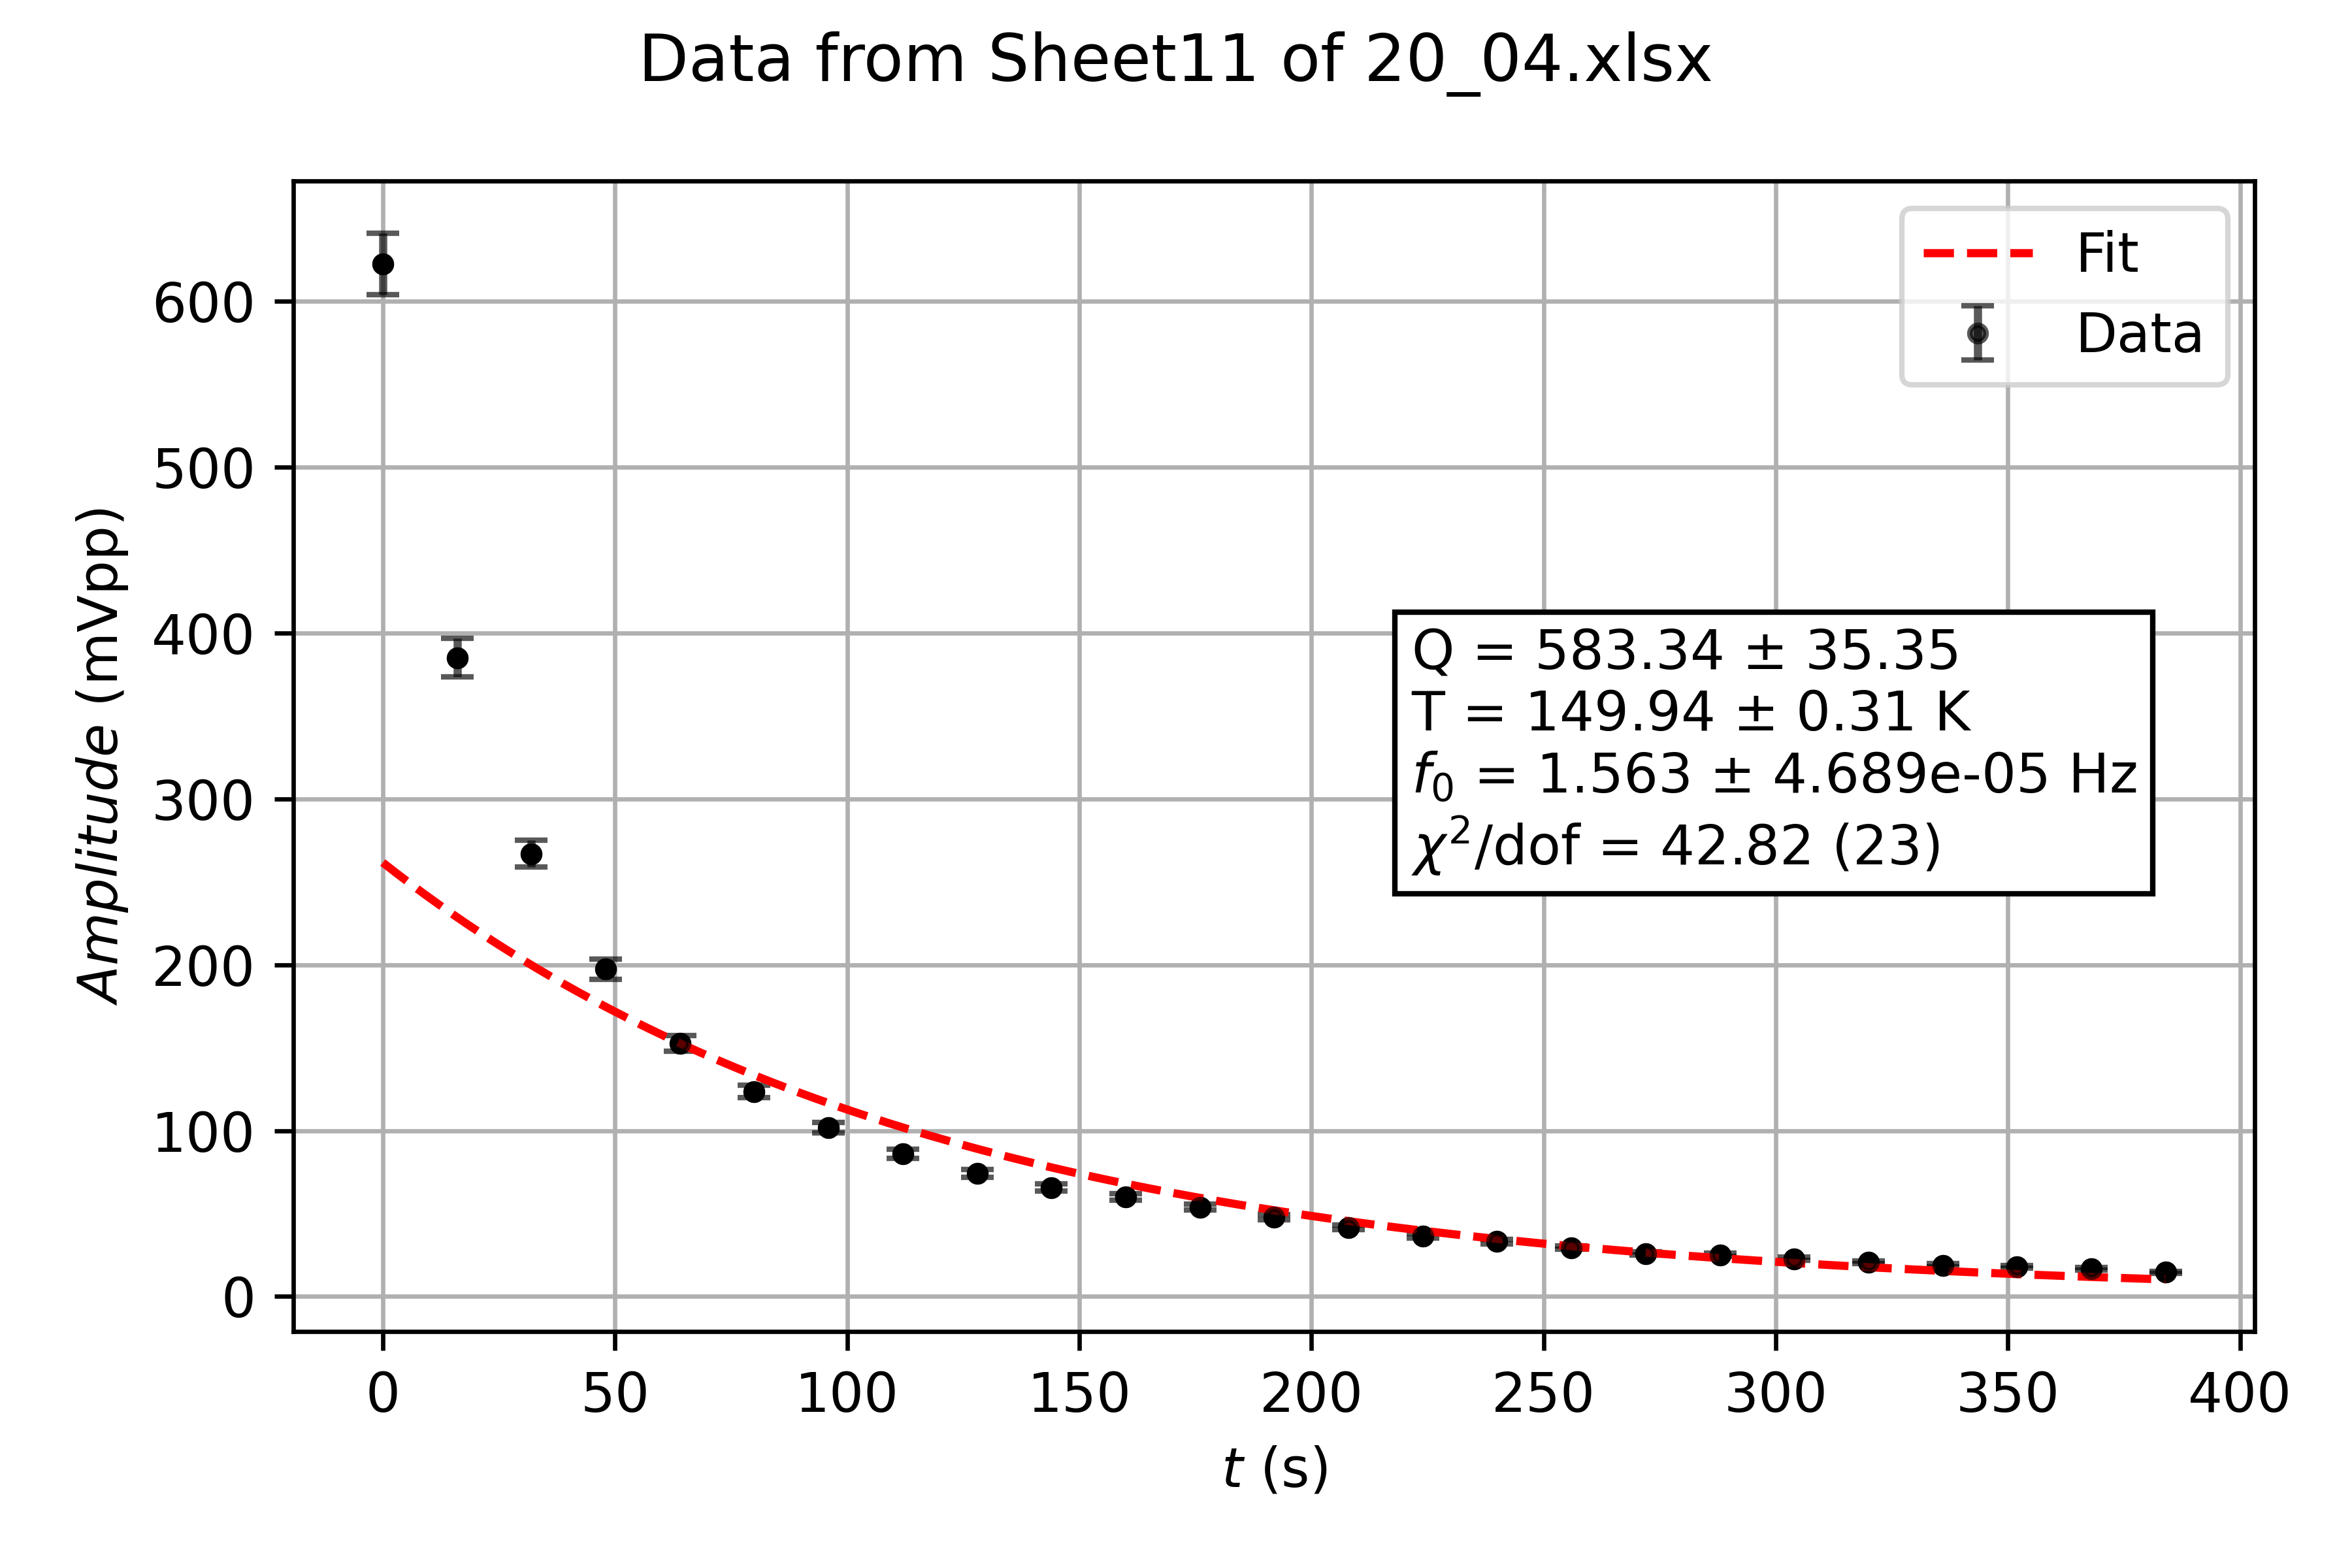 Data from Sheet11 of 20_04.xlsx
600
500
400
300
200
100
0
Amplitude (mVpp)
Fit
Data
Q = 583.34 ± 35.35
T = 149.94 ± 0.31 K
f₀ = 1.563 ± 4.689e-05 Hz
χ²/dof = 42.82 (23)
0 50 100 150 200 250 300 350 400
t (s)